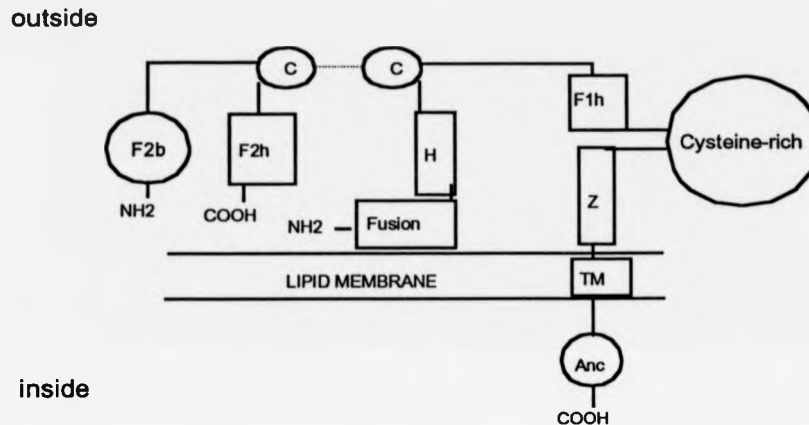 outside
C
C
F1h
F2b
F2h
H
Cysteine-rich
NH2
COOH
Z
NH2
Fusion
LIPID MEMBRANE
TM
Anc
inside
COOH